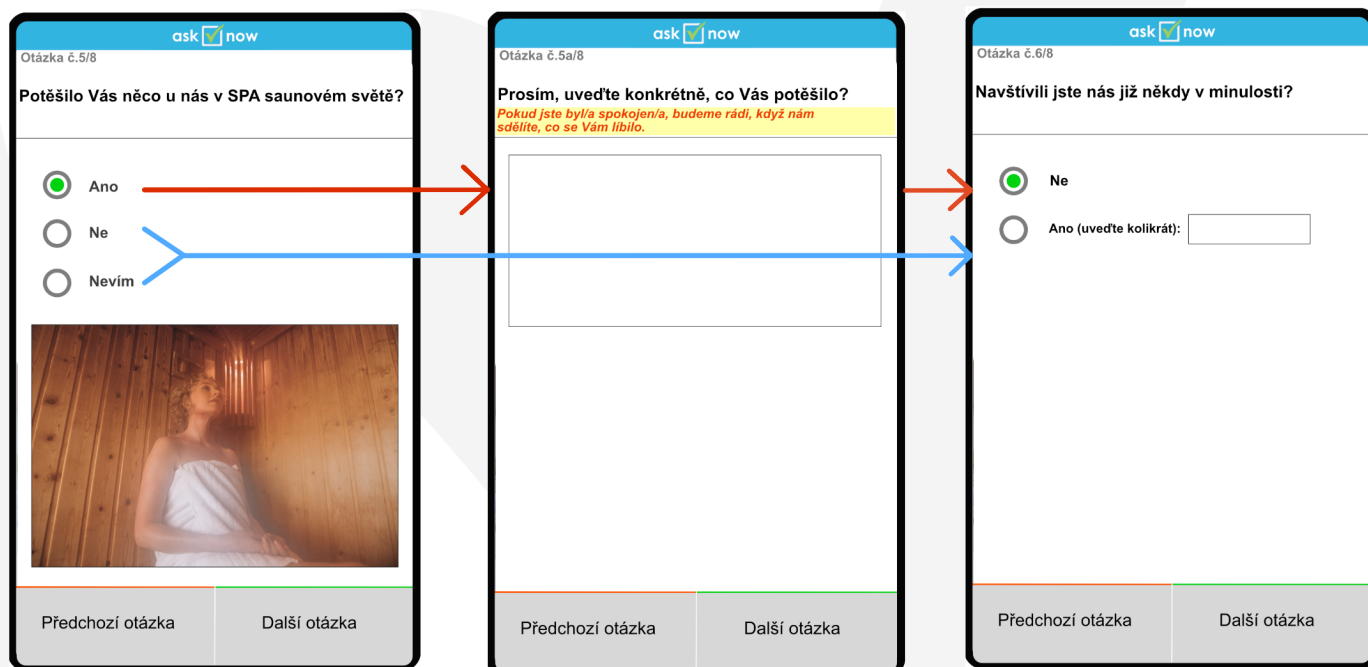 ask now
Otázka č.5/8
Potěšilo Vás něco u nás v SPA saunovém světě?
Ano
Ne
Nevím
Předchozí otázka
Další otázka
ask now
Otázka č.5a/8
Prosím, uveďte konkrétně, co Vás potěšilo?
Pokud jste byl/a spokojen/a, budeme rádi, když nám
sdělíte, co se Vám líbilo.
Předchozí otázka
Další otázka
ask now
Otázka č.6/8
Navštívili jste nás již někdy v minulosti?
Ne
Ano (uveďte kolikrát):
Předchozí otázka
Další otázka